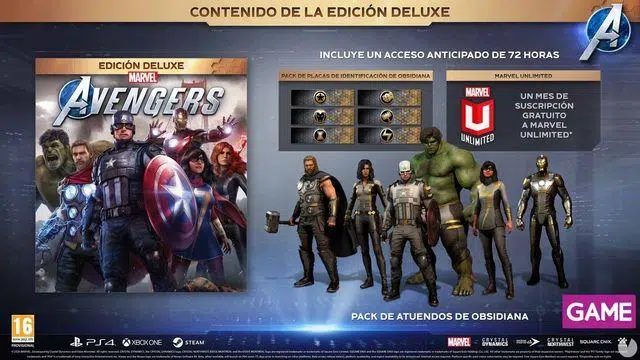 CONTENIDO DE LA EDICIÓN DELUXE
INCLUYE UN ACCESO ANTICIPADO DE 72 HORAS
EDICIÓN DELUXE
MARVEL
AVENGERS
PACK DE PLACAS DE IDENTIFICACIÓN DE OBSIDIANA
MARVEL UNLIMITED
MARVEL
U
UNLIMITED
UN MES DE
SUSCRIPCIÓN
GRATUITO
A MARVEL
UNLIMITED*
PACK DE ATUENDOS DE OBSIDIANA
GAME
16
PROVISIONAL
PS4
XBOX ONE
STEAM
MARVEL
CRYSTAL
DYNAMICS
CRYSTAL
NORTHWEST
SQUARE ENIX